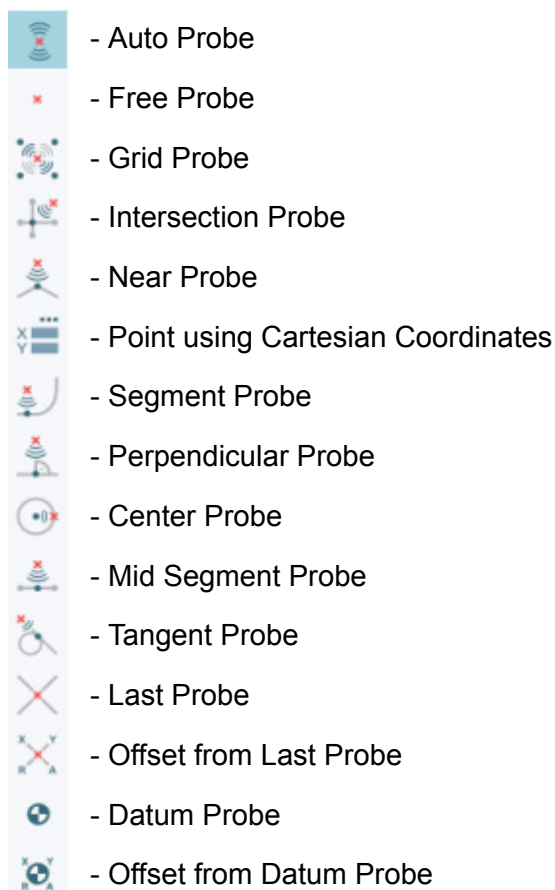 - Auto Probe
- Free Probe
- Grid Probe
- Intersection Probe
- Near Probe
X Y - Point using Cartesian Coordinates
- Segment Probe
- Perpendicular Probe
- Center Probe
- Mid Segment Probe
- Tangent Probe
- Last Probe
X Y R A - Offset from Last Probe
- Datum Probe
X Y R A - Offset from Datum Probe